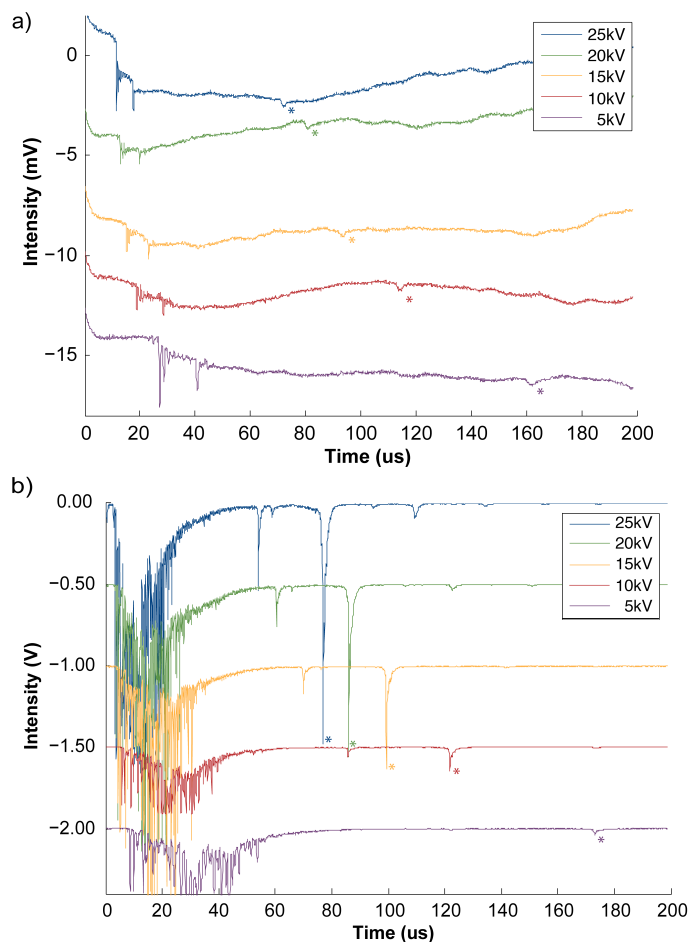 a)
0
−5
−10
−15
Intensity (mV)
25kV
20kV
15kV
10kV
5kV
*
*
*
*
*
0 20 40 60 80 100 120 140 160 180 200
Time (us)
b)
0.00
−0.50
−1.00
−1.50
−2.00
Intensity (V)
25kV
20kV
15kV
10kV
5kV
*
*
*
*
*
0 20 40 60 80 100 120 140 160 180 200
Time (us)